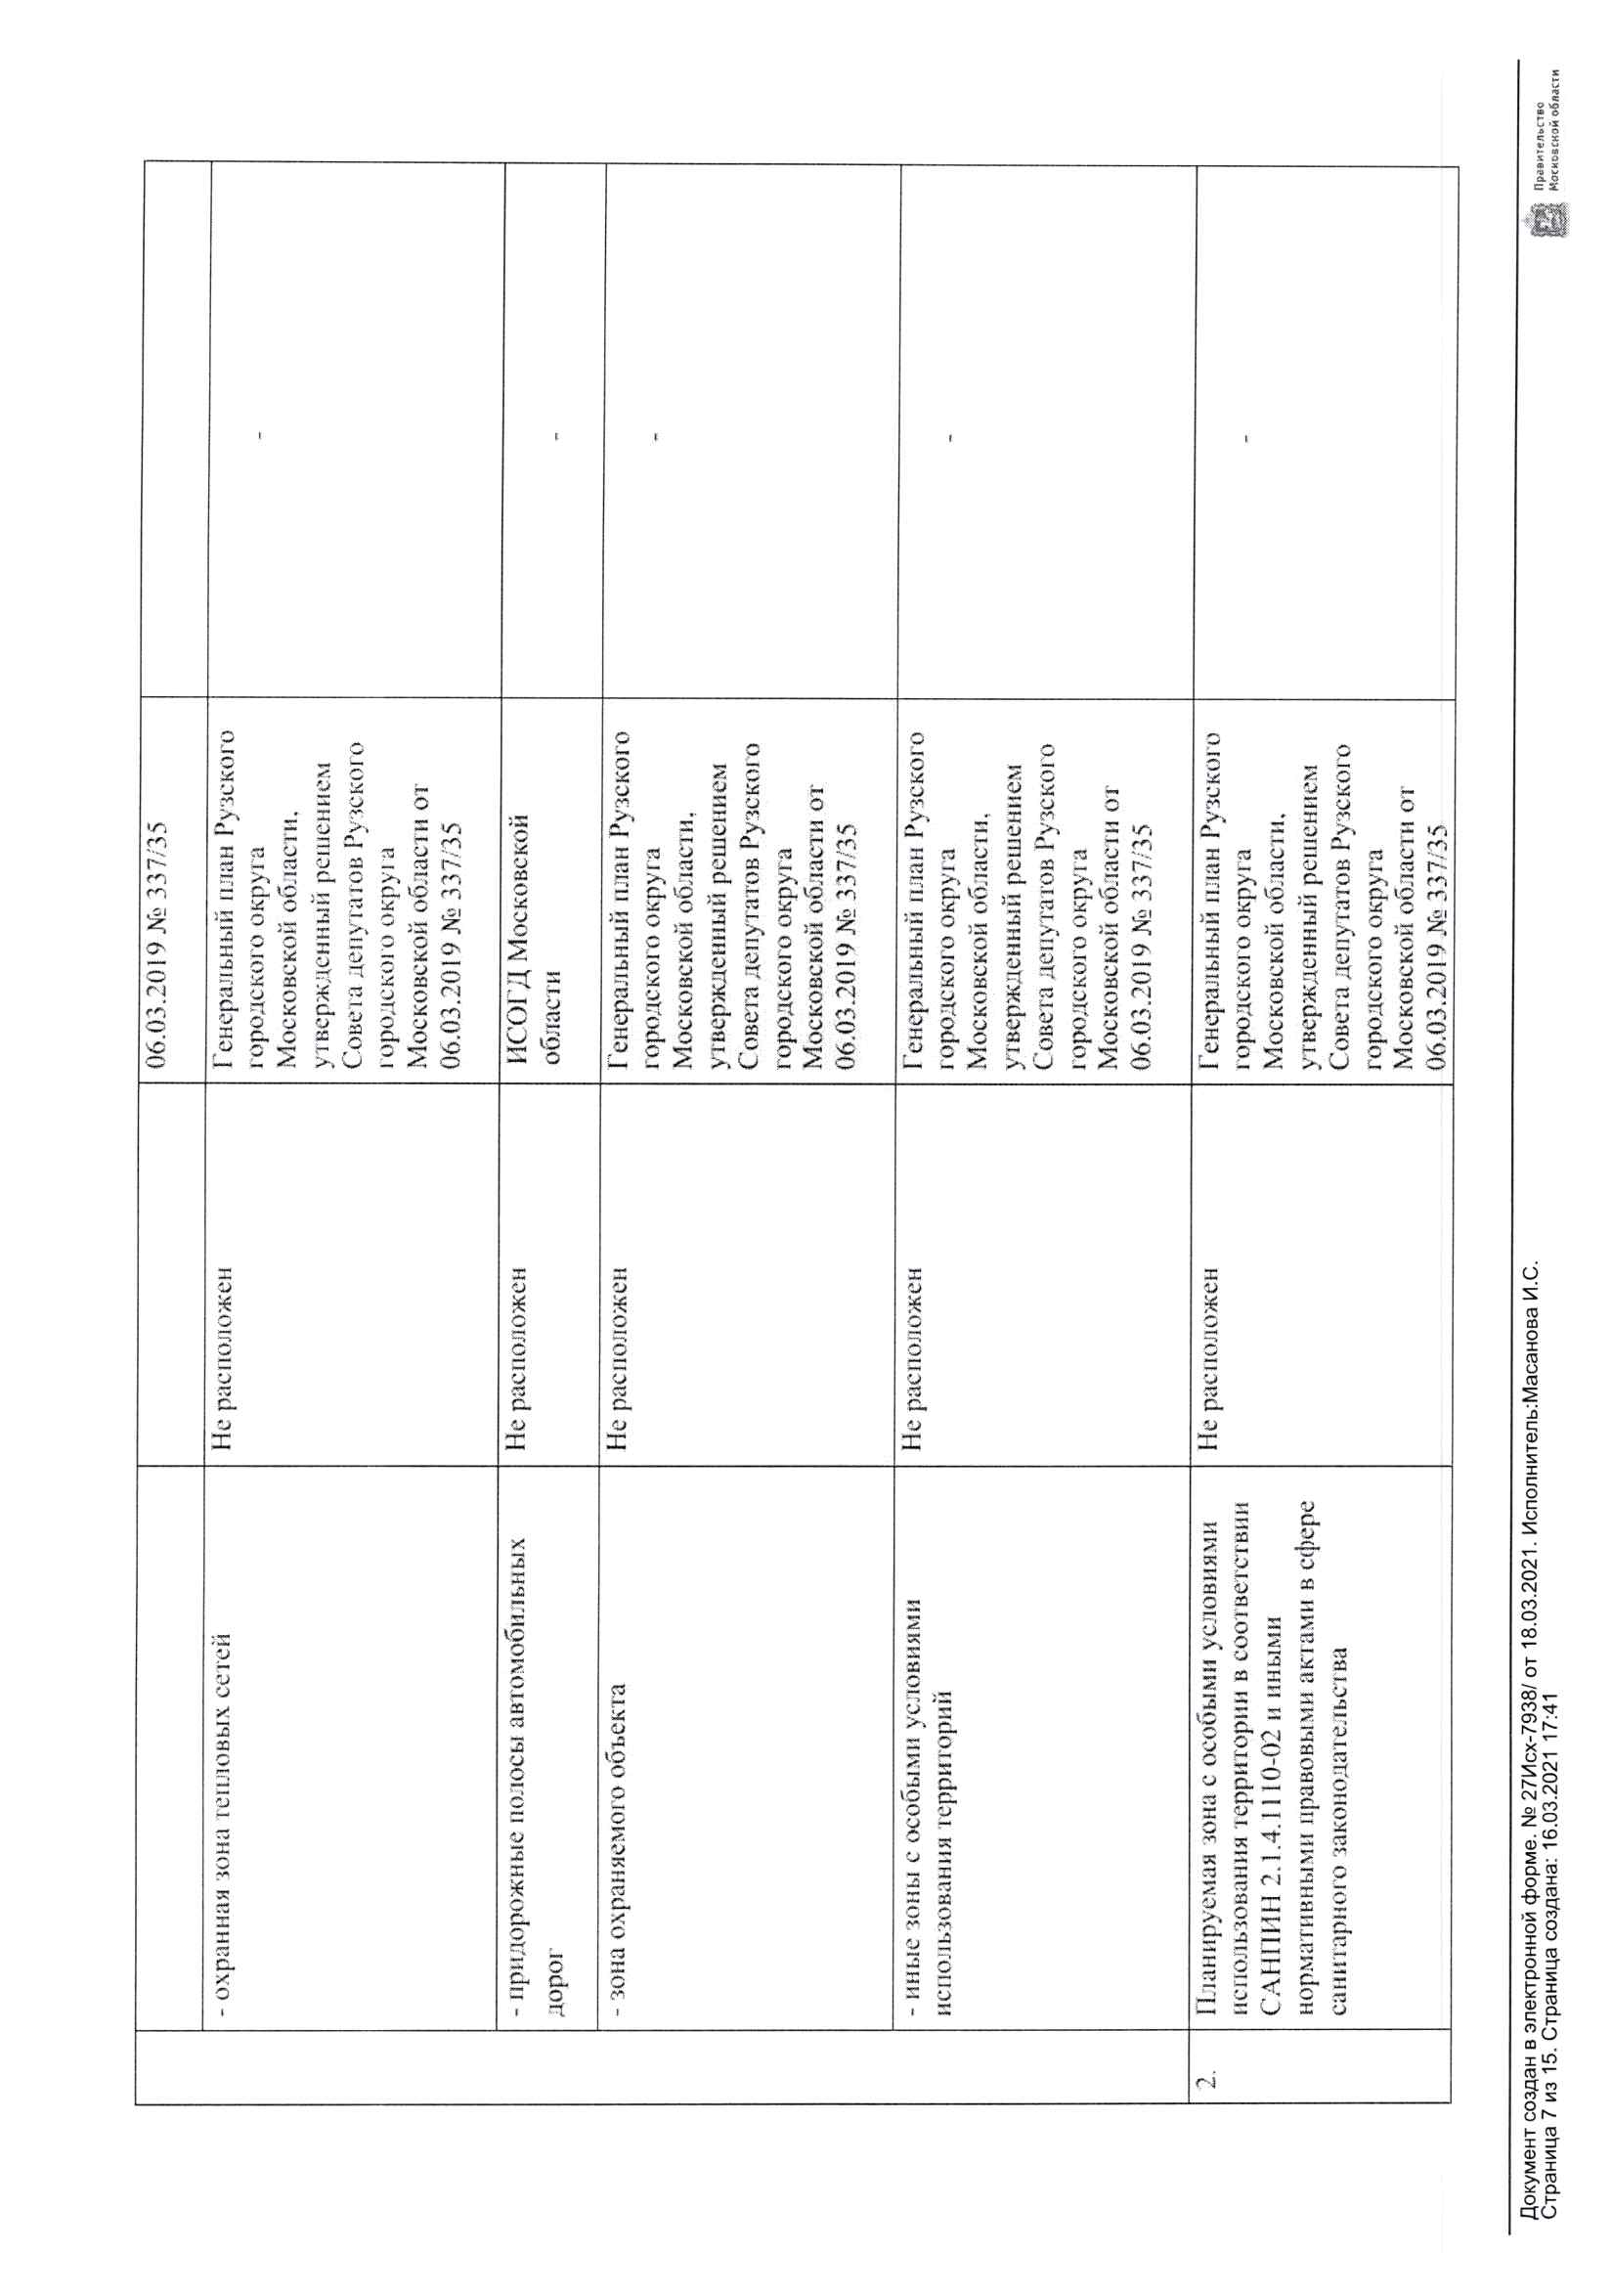 06.03.2019 № 337/35
- охранная зона тепловых сетей
Не расположен
Генеральный план Рузского
городского округа
Московской области,
утвержденный решением
Совета депутатов Рузского
городского округа
Московской области от
06.03.2019 № 337/35
-
- придорожные полосы автомобильных
дорог
Не расположен
ИСОГД Московской
области
-
- зона охраняемого объекта
Не расположен
Генеральный план Рузского
городского округа
Московской области,
утвержденный решением
Совета депутатов Рузского
городского округа
Московской области от
06.03.2019 № 337/35
-
- иные зоны с особыми условиями
использования территорий
Не расположен
Генеральный план Рузского
городского округа
Московской области,
утвержденный решением
Совета депутатов Рузского
городского округа
Московской области от
06.03.2019 № 337/35
-
2.
Планируемая зона с особыми условиями
использования территории в соответствии
САНПИН 2.1.4.1110-02 и иными
нормативными правовыми актами в сфере
санитарного законодательства
Не расположен
Генеральный план Рузского
городского округа
Московской области,
утвержденный решением
Совета депутатов Рузского
городского округа
Московской области от
06.03.2019 № 337/35
-
Документ создан в электронной форме. № 27Исх-7938/ от 18.03.2021. Исполнитель:Масанова И.С.
Страница 7 из 15. Страница создана: 16.03.2021 17:41
Правительство
Московской области